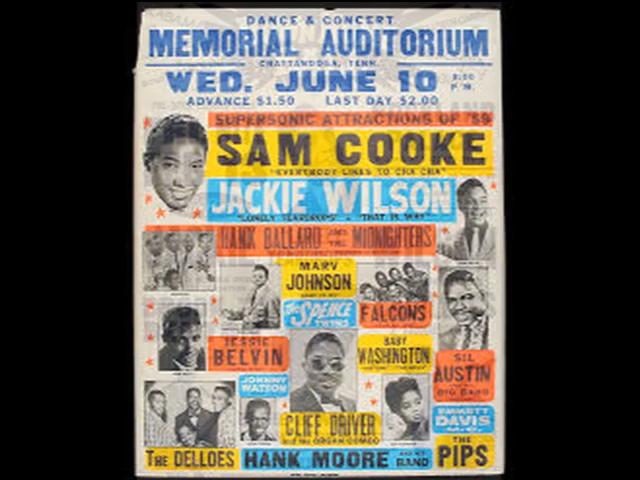 DANCE & CONCERT
MEMORIAL AUDITORIUM
CHATTANOOGA, TENN.
WED. JUNE 10 8:00 P.M.
ADVANCE $1.50 LAST DAY $2.00
SUPERSONIC ATTRACTIONS OF '59
SAM COOKE
"EVERYBODY LIKES TO CHA CHA"
JACKIE WILSON
"LONELY TEARDROPS" & "THAT IS WHY"
HANK BALLARD AND THE MIDNIGHTERS
MARV JOHNSON
The SPENCE TWINS
FALCONS
JESSIE BELVIN
BABY WASHINGTON
SIL AUSTIN
BIG BAND
JOHNNY WATSON
EMMETT DAVIS
M.C.
CLIFF DRIVER
and his ORGAN COMBO
THE DELLOES
HANK MOORE AND HIS BAND
THE PIPS